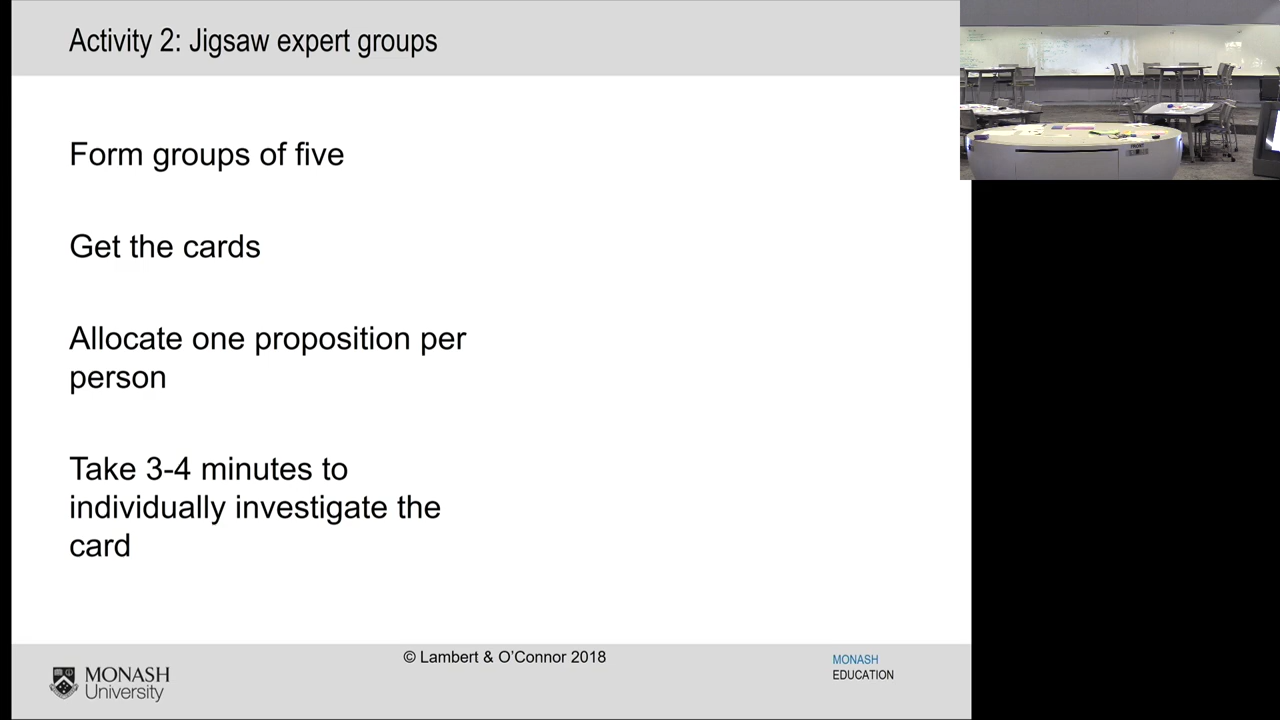 Activity 2: Jigsaw expert groups
Form groups of five
Get the cards
Allocate one proposition per
person
Take 3-4 minutes to
individually investigate the
card
© Lambert & O’Connor 2018
MONASH
University
MONASH
EDUCATION
FRONT